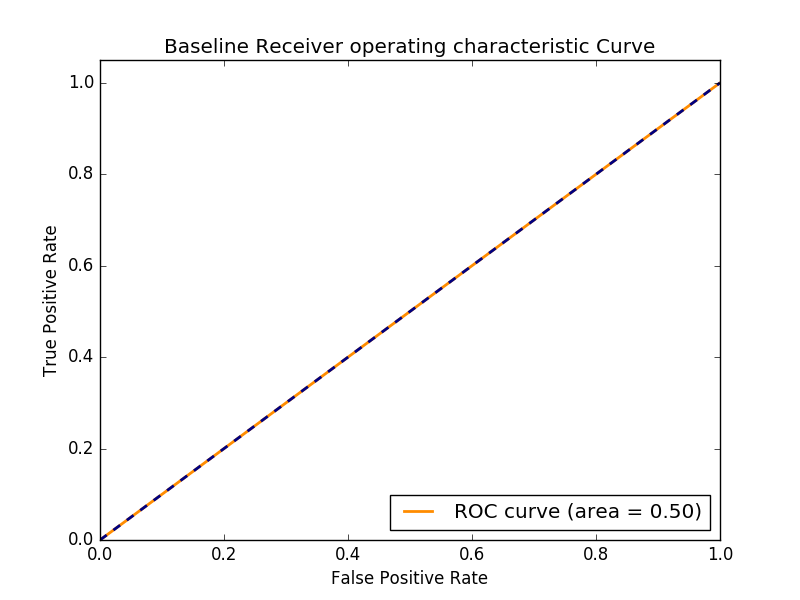 Baseline Receiver operating characteristic Curve
1.0
0.8
0.6
0.4
0.2
0.0
True Positive Rate
ROC curve (area = 0.50)
0.0 0.2 0.4 0.6 0.8 1.0
False Positive Rate